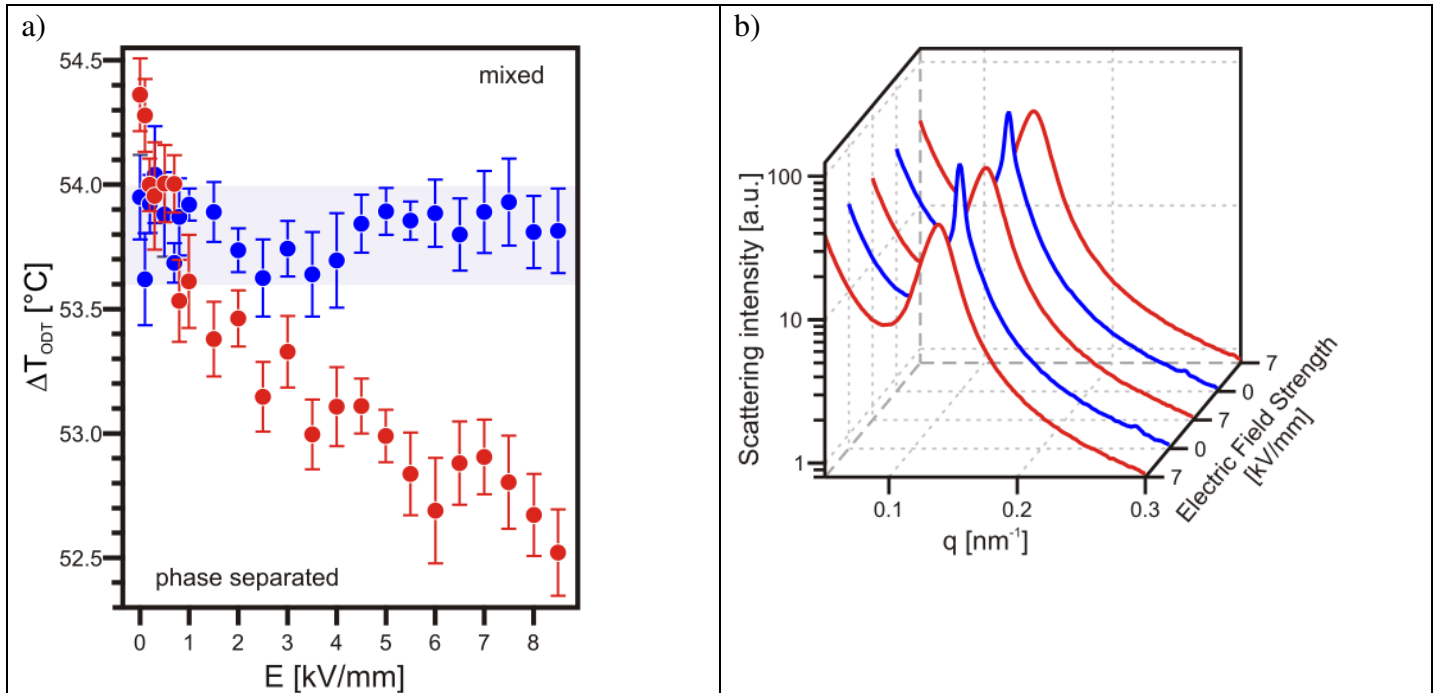 a)
54.5
54.0
53.5
53.0
52.5
ΔT_ODT [°C]
mixed
phase separated
0 1 2 3 4 5 6 7 8
E [kV/mm]
b)
100
10
1
Scattering intensity [a.u.]
0.1 0.2 0.3
q [nm⁻¹]
7
0
7
0
7
Electric Field Strength
[kV/mm]